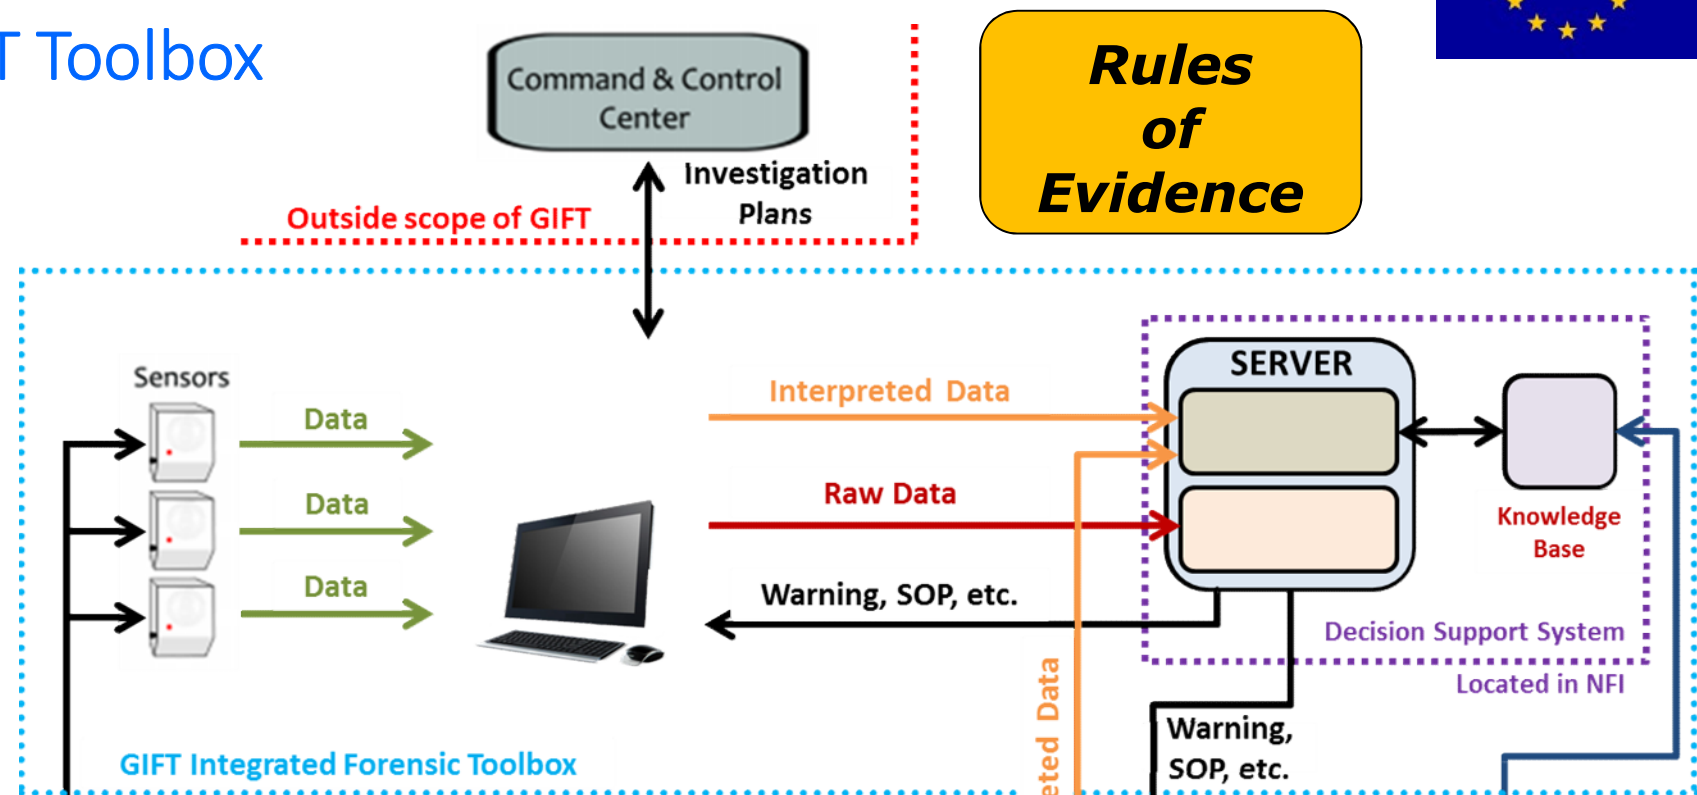 T Toolbox
Command & Control
Center
Rules
of
Evidence
Investigation
Plans
Outside scope of GIFT
Sensors
Data
Data
Data
Interpreted Data
Raw Data
Warning, SOP, etc.
SERVER
Knowledge
Base
Decision Support System
Located in NFI
eted Data
Warning,
SOP, etc.
GIFT Integrated Forensic Toolbox